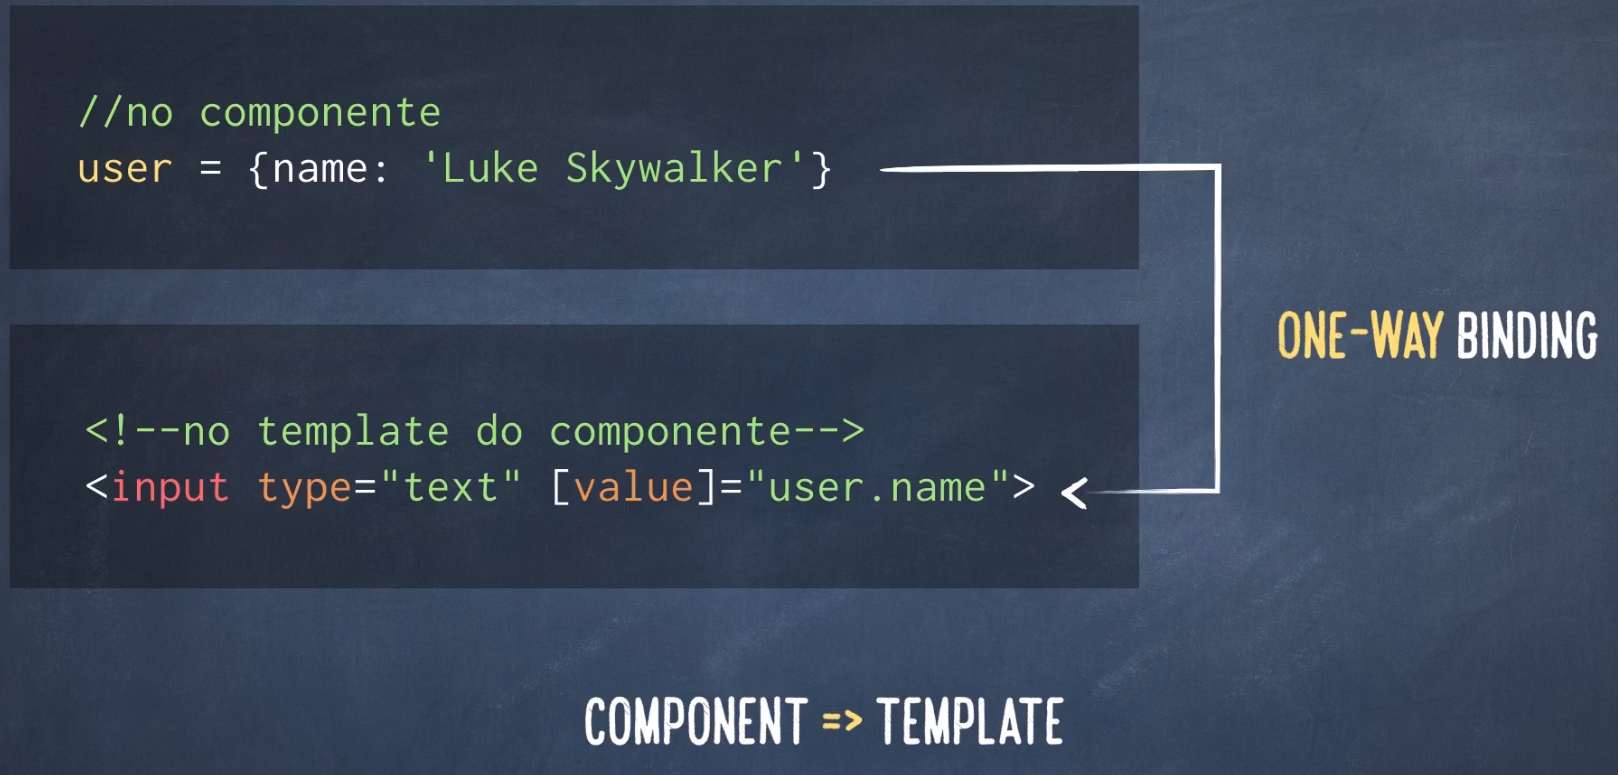 //no componente
user = {name: 'Luke Skywalker'}
ONE-WAY BINDING
<!--no template do componente-->
<input type="text" [value]="user.name">
COMPONENT => TEMPLATE